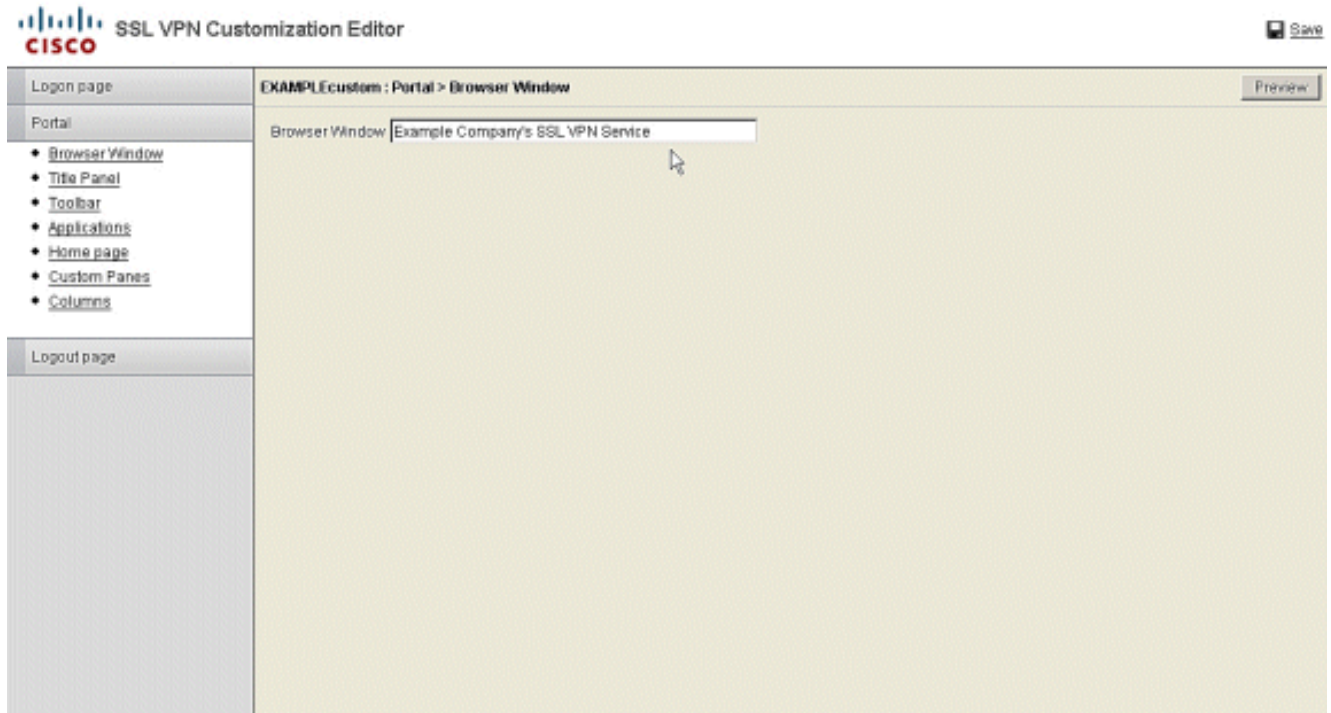 CISCO SSL VPN Customization Editor
Save
Logon page
EXAMPLEcustom : Portal > Browser Window
Preview
Portal
Browser Window Example Company's SSL VPN Service
Browser Window
Title Panel
Toolbar
Applications
Home page
Custom Panes
Columns
Logout page